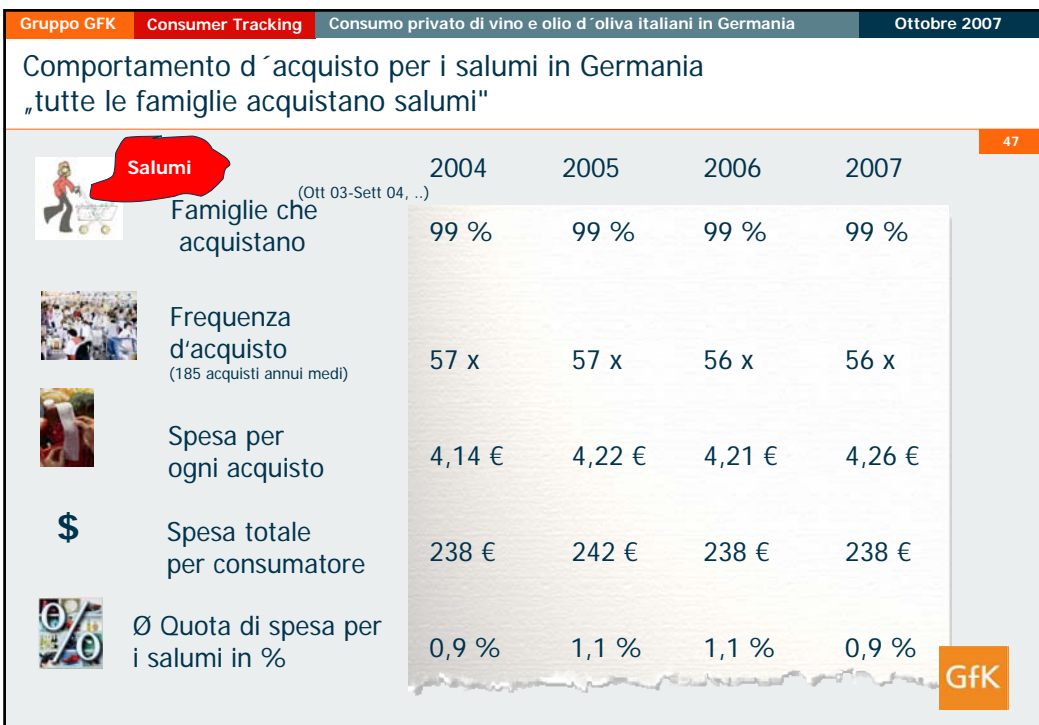 Gruppo GFK Consumer Tracking Consumo privato di vino e olio d´oliva italiani in Germania Ottobre 2007
Comportamento d´acquisto per i salumi in Germania
„tutte le famiglie acquistano salumi"
47
Salumi 2004 2005 2006 2007
(Ott 03-Sett 04, ..)
Famiglie che
acquistano 99 % 99 % 99 % 99 %
Frequenza
d‘acquisto 57 x 57 x 56 x 56 x
(185 acquisti annui medi)
Spesa per
ogni acquisto 4,14 € 4,22 € 4,21 € 4,26 €
$ Spesa totale
per consumatore 238 € 242 € 238 € 238 €
% Ø Quota di spesa per
i salumi in % 0,9 % 1,1 % 1,1 % 0,9 %
GfK